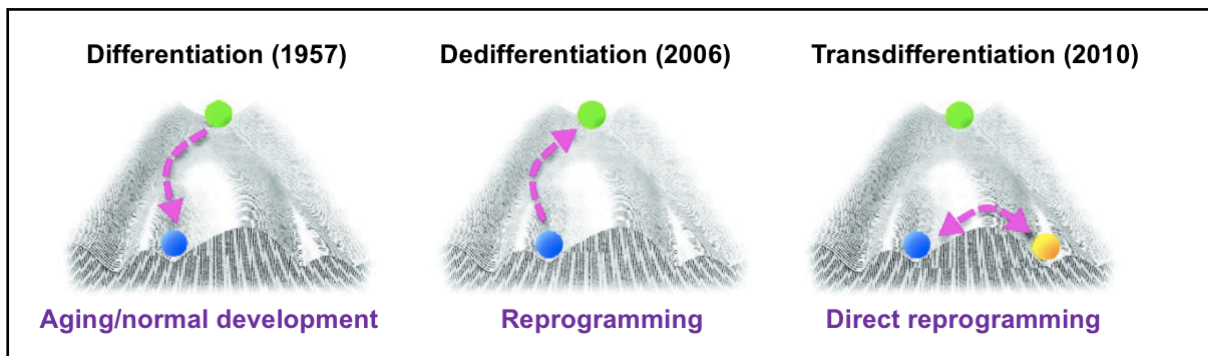 Differentiation (1957)
Dedifferentiation (2006)
Transdifferentiation (2010)
Aging/normal development
Reprogramming
Direct reprogramming